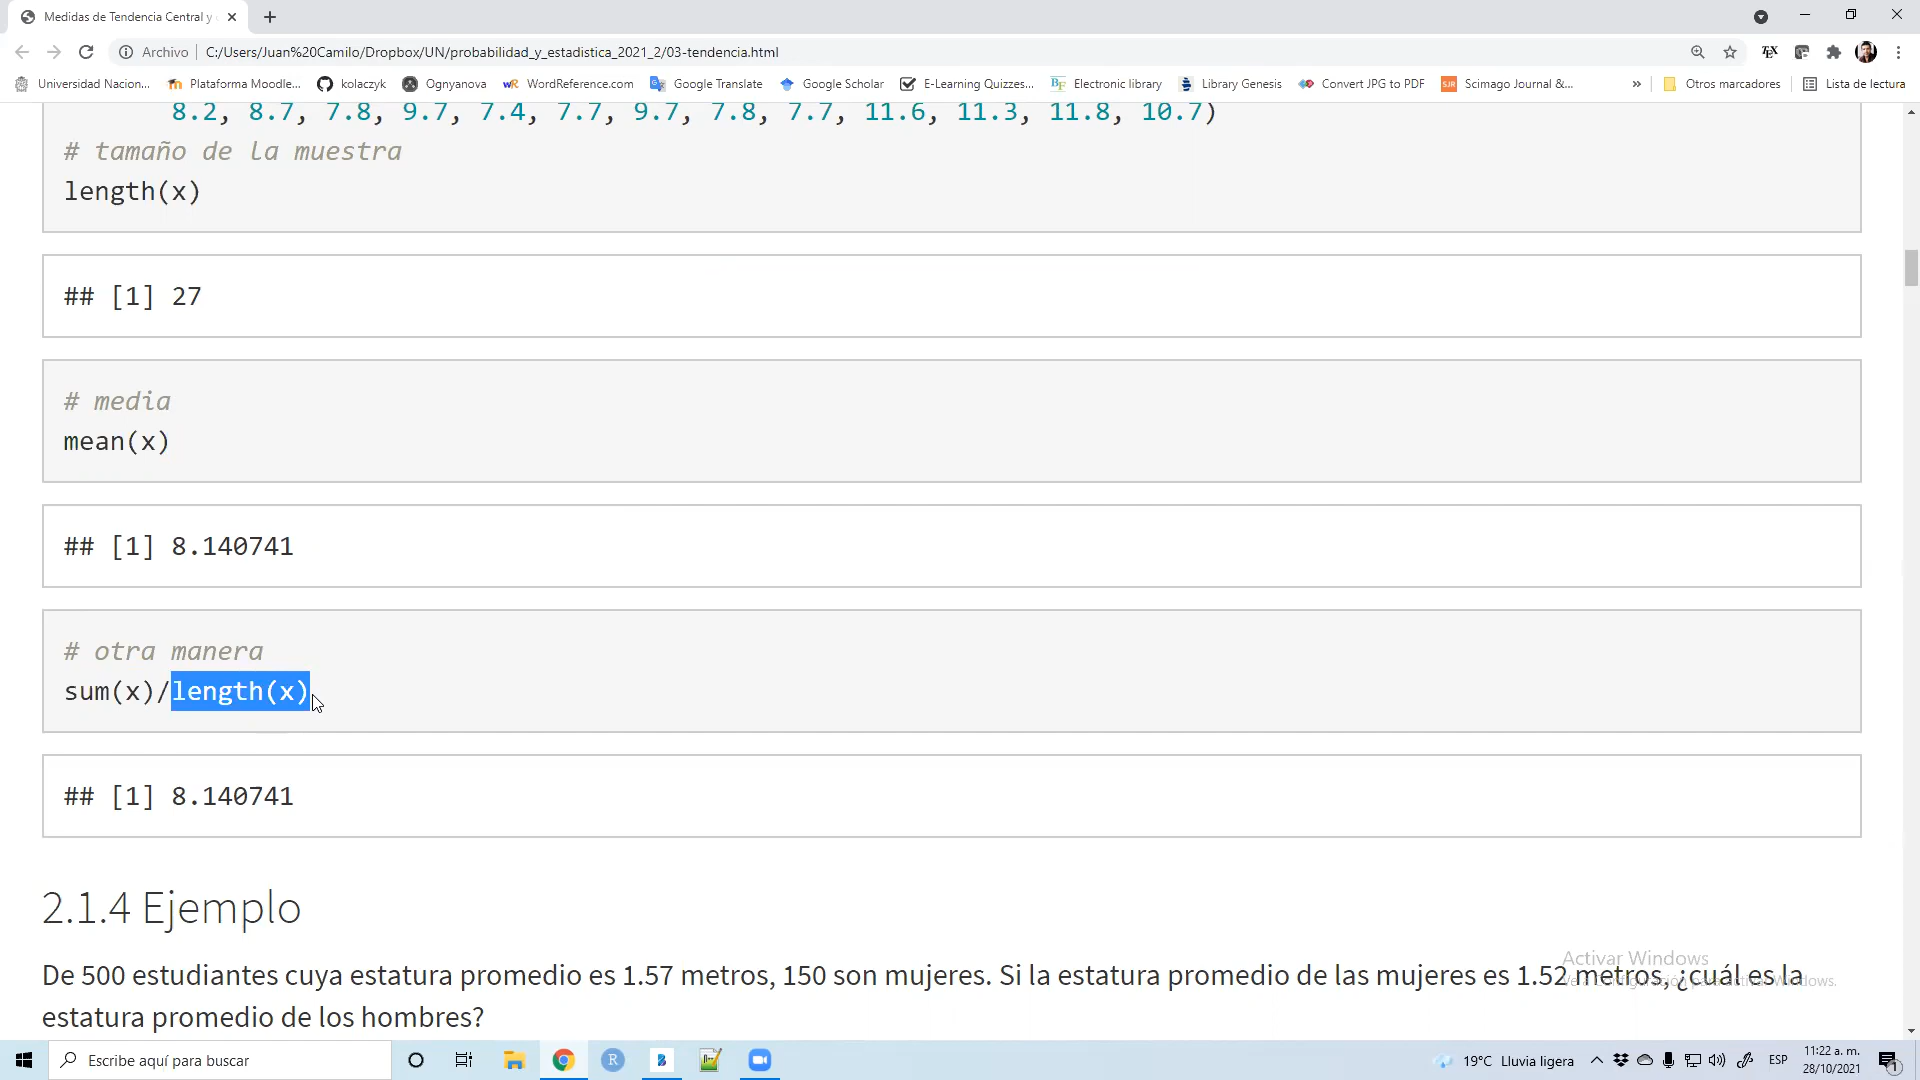 Medidas de Tendencia Central y
Archivo
C:/Users/Juan%20Camilo/Dropbox/UN/probabilidad_y_estadistica_2021_2/03-tendencia.html
Universidad Nacion...
Plataforma Moodle...
kolaczyk
Ognyanova
WordReference.com
Google Translate
Google Scholar
E-Learning Quizzes...
Electronic library
Library Genesis
Convert JPG to PDF
Scimago Journal &...
»
Otros marcadores
Lista de lectura
8.2, 8.7, 7.8, 9.7, 7.4, 7.7, 9.7, 7.8, 7.7, 11.6, 11.3, 11.8, 10.7)
# tamaño de la muestra
length(x)
## [1] 27
# media
mean(x)
## [1] 8.140741
# otra manera
sum(x)/length(x)
## [1] 8.140741
2.1.4 Ejemplo
De 500 estudiantes cuya estatura promedio es 1.57 metros, 150 son mujeres. Si la estatura promedio de las mujeres es 1.52 metros, ¿cuál es la
estatura promedio de los hombres?
Activar Windows
Ve a Configuración para activar Windows.
Escribe aquí para buscar
19°C Lluvia ligera
ESP
11:22 a. m.
28/10/2021
1